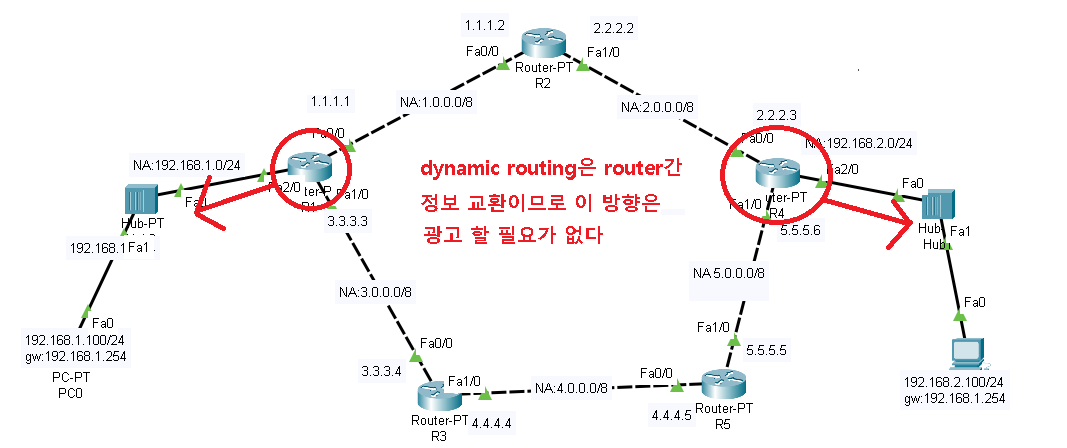 1.1.1.2
2.2.2.2
Fa0/0
Fa1/0
Router-PT
R2
NA:1.0.0.0/8
NA:2.0.0.0/8
1.1.1.1
2.2.2.3
Fa0/0
Fa0/0
NA:192.168.1.0/24
NA:192.168.2.0/24
dynamic routing은 router간
정보 교환이므로 이 방향은
광고 할 필요가 없다
Fa2/0
Fa1/0
R1
3.3.3.3
Hub-PT
192.168.1
Fa1
Fa2/0
Fa0
uter-PT
R4
Fa1/0
5.5.5.6
Hub-
Hub
Fa1
NA:3.0.0.0/8
NA 5.0.0.0/8
Fa0
192.168.1.100/24
gw:192.168.1.254
PC-PT
PC0
Fa0/0
3.3.3.4
Fa1/0
Router-PT
R3
4.4.4.4
NA:4.0.0.0/8
Fa0/0
4.4.4.5
Fa1/0
5.5.5.5
Router-PT
R5
Fa0
192.168.2.100/24
gw:192.168.1.254